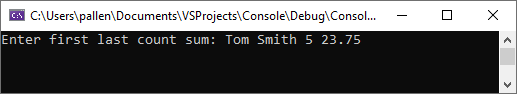 C:\Users\pallen\Documents\VSProjects\Console\Debug\Consol...
Enter first last count sum: Tom Smith 5 23.75